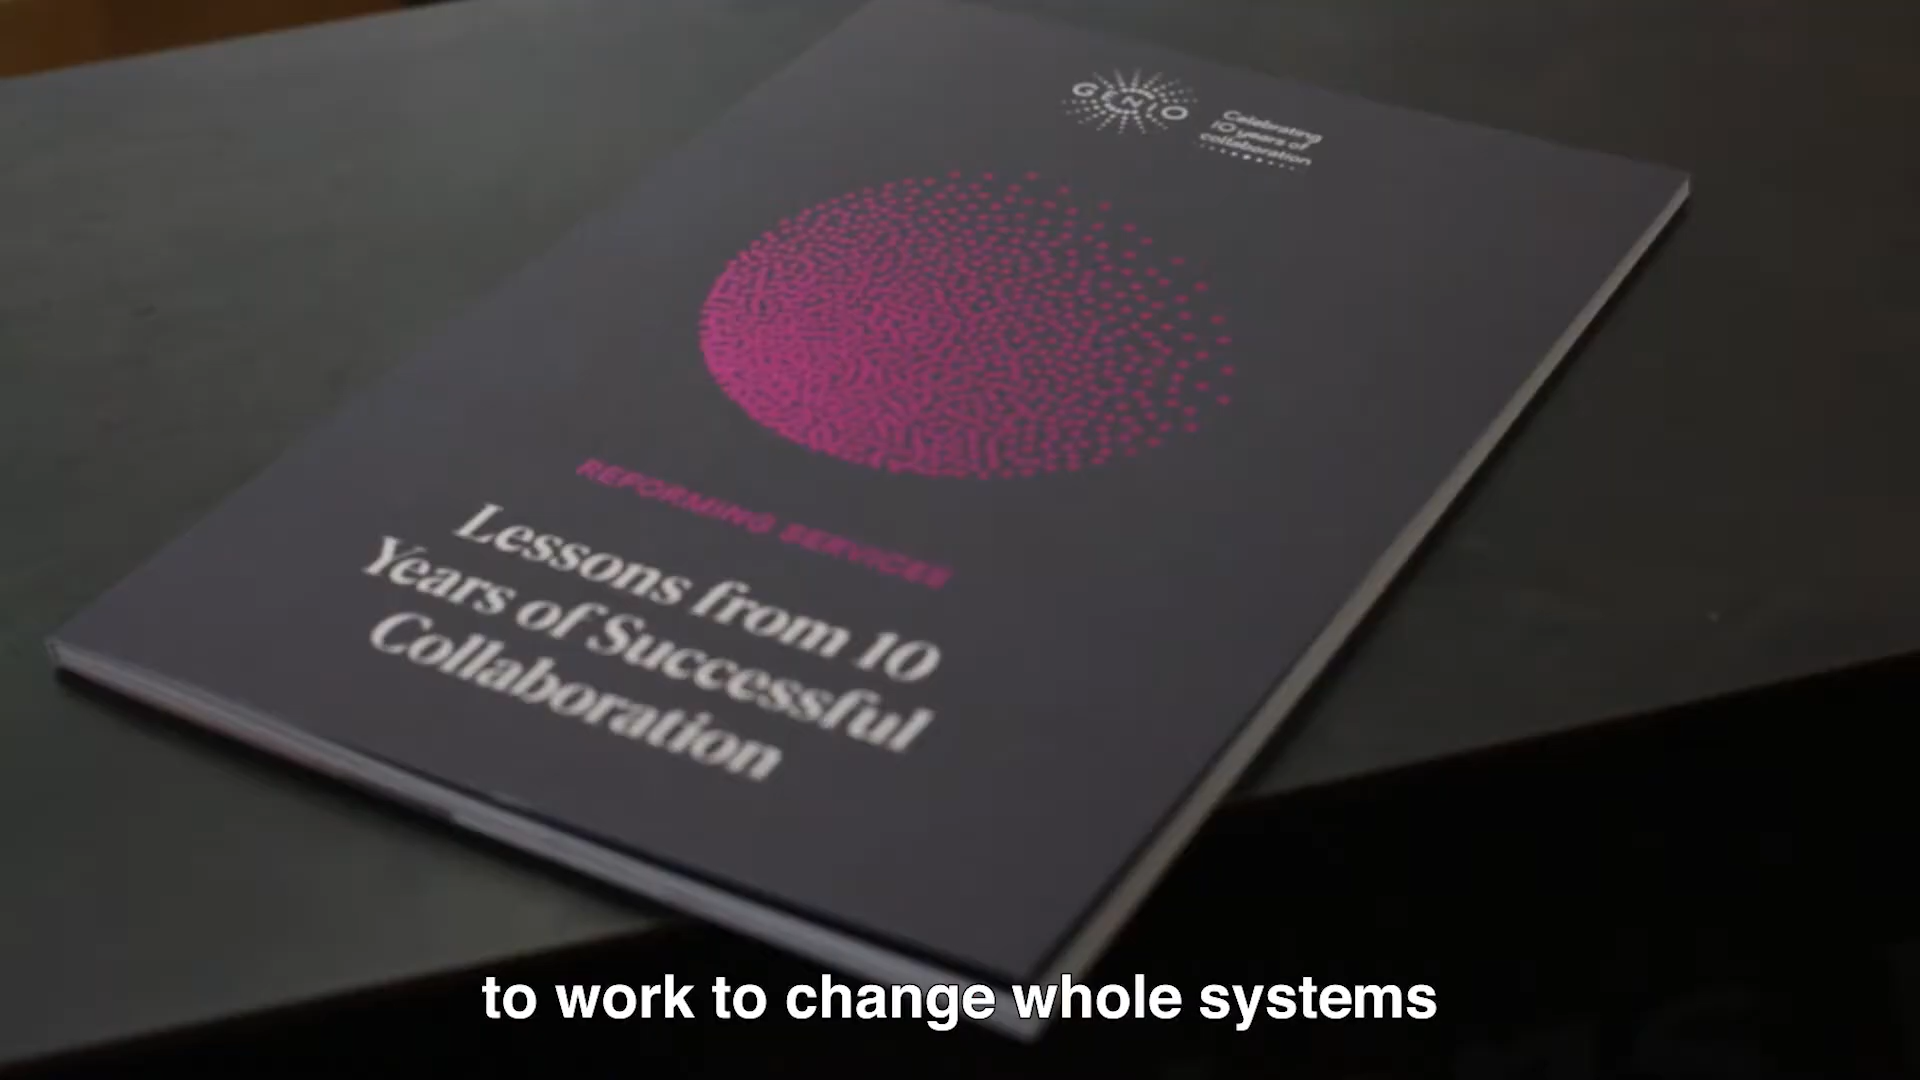 GENIO
Celebrating
10 years of
collaboration
REFORMING SERVICES
Lessons from 10
Years of Successful
Collaboration
to work to change whole systems